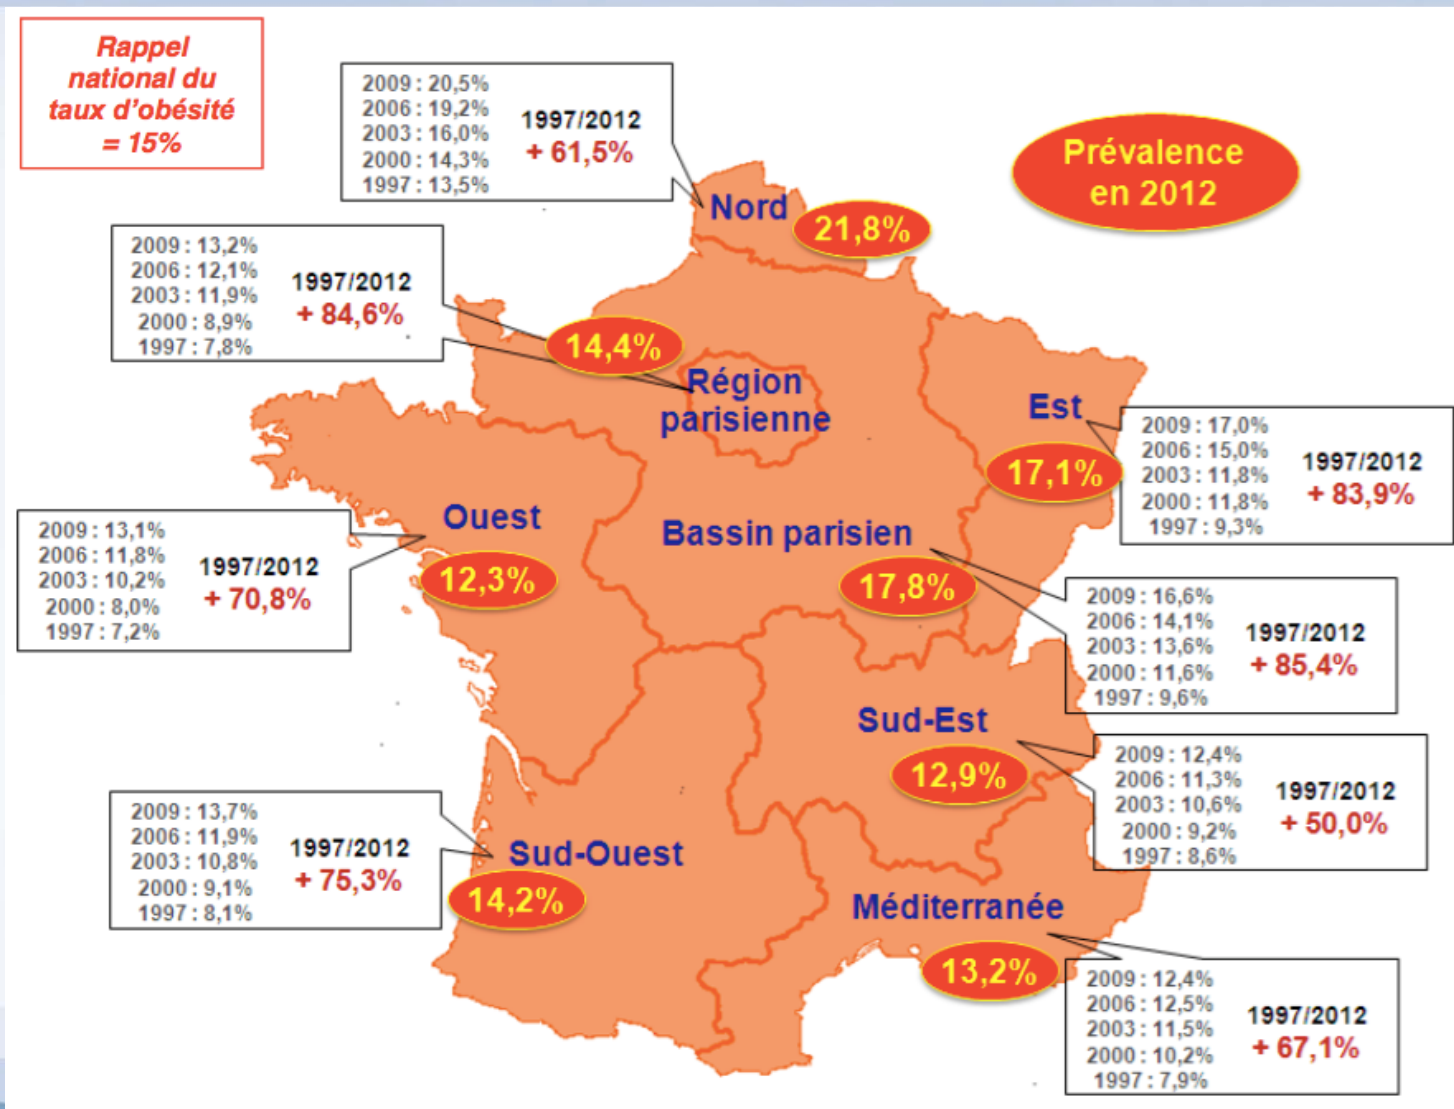 Rappel
national du
taux d'obésité
= 15%
2009 : 20,5%
2006 : 19,2%
2003 : 16,0%
2000 : 14,3%
1997 : 13,5%
1997/2012
+ 61,5%
Prévalence
en 2012
Nord
21,8%
2009 : 13,2%
2006 : 12,1%
2003 : 11,9%
2000 : 8,9%
1997 : 7,8%
1997/2012
+ 84,6%
14,4%
Région
parisienne
Est
17,1%
2009 : 17,0%
2006 : 15,0%
2003 : 11,8%
2000 : 11,8%
1997 : 9,3%
1997/2012
+ 83,9%
2009 : 13,1%
2006 : 11,8%
2003 : 10,2%
2000 : 8,0%
1997 : 7,2%
1997/2012
+ 70,8%
Ouest
12,3%
Bassin parisien
17,8%
2009 : 16,6%
2006 : 14,1%
2003 : 13,6%
2000 : 11,6%
1997 : 9,6%
1997/2012
+ 85,4%
Sud-Est
12,9%
2009 : 12,4%
2006 : 11,3%
2003 : 10,6%
2000 : 9,2%
1997 : 8,6%
1997/2012
+ 50,0%
2009 : 13,7%
2006 : 11,9%
2003 : 10,8%
2000 : 9,1%
1997 : 8,1%
1997/2012
+ 75,3%
Sud-Ouest
14,2%
Méditerranée
13,2%
2009 : 12,4%
2006 : 12,5%
2003 : 11,5%
2000 : 10,2%
1997 : 7,9%
1997/2012
+ 67,1%